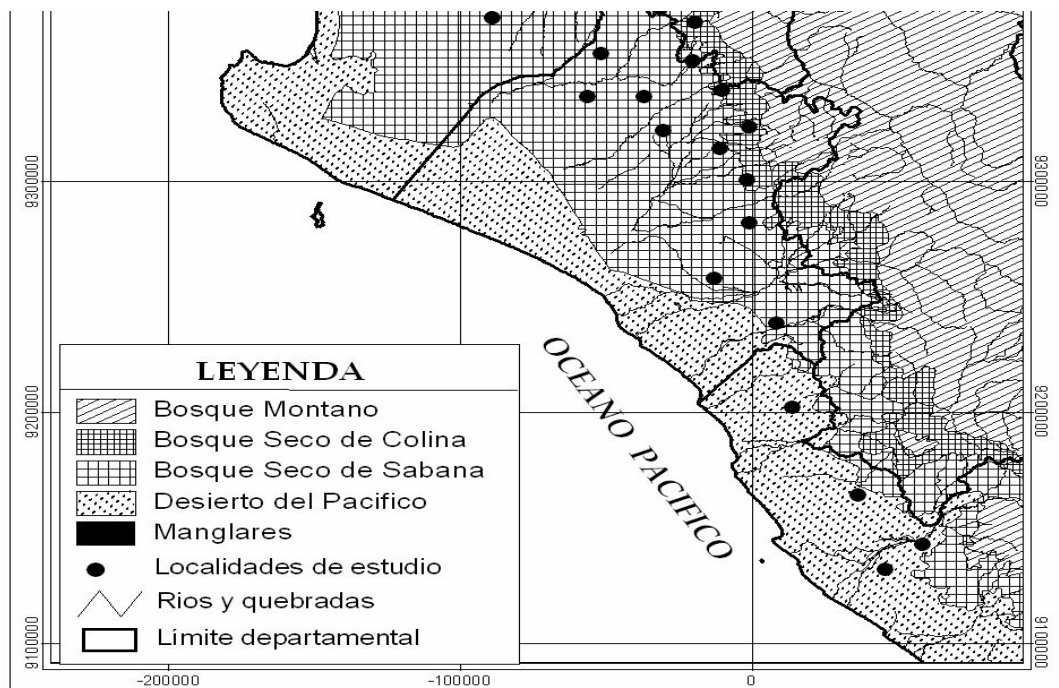 9300000
9300000
OCEANO PACIFICO
LEYENDA
Bosque Montano
Bosque Seco de Colina
Bosque Seco de Sabana
Desierto del Pacifico
Manglares
Localidades de estudio
Rios y quebradas
Límite departamental
9200000
9200000
9100000
9100000
-200000
-100000
0